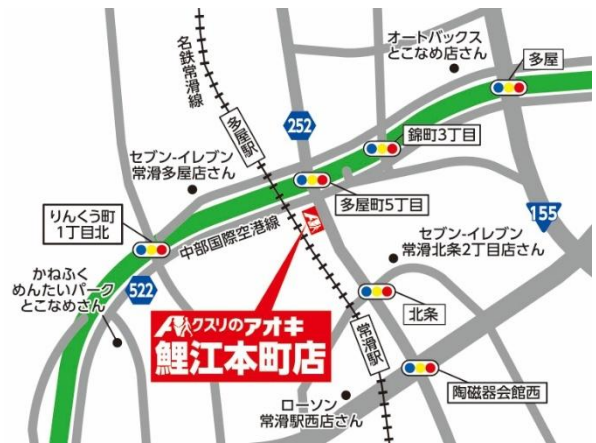 オートバックス
とこなめ店さん
多屋
名鉄常滑線
252
多屋駅
錦町3丁目
セブン-イレブン
常滑多屋店さん
多屋町5丁目
155
りんくう町
1丁目北
中部国際空港線
セブン-イレブン
常滑北条2丁目店さん
かねふく
めんたいパーク
とこなめさん
522
クスリのアオキ
鯉江本町店
北条
常滑駅
陶磁器会館西
ローソン
常滑駅西店さん